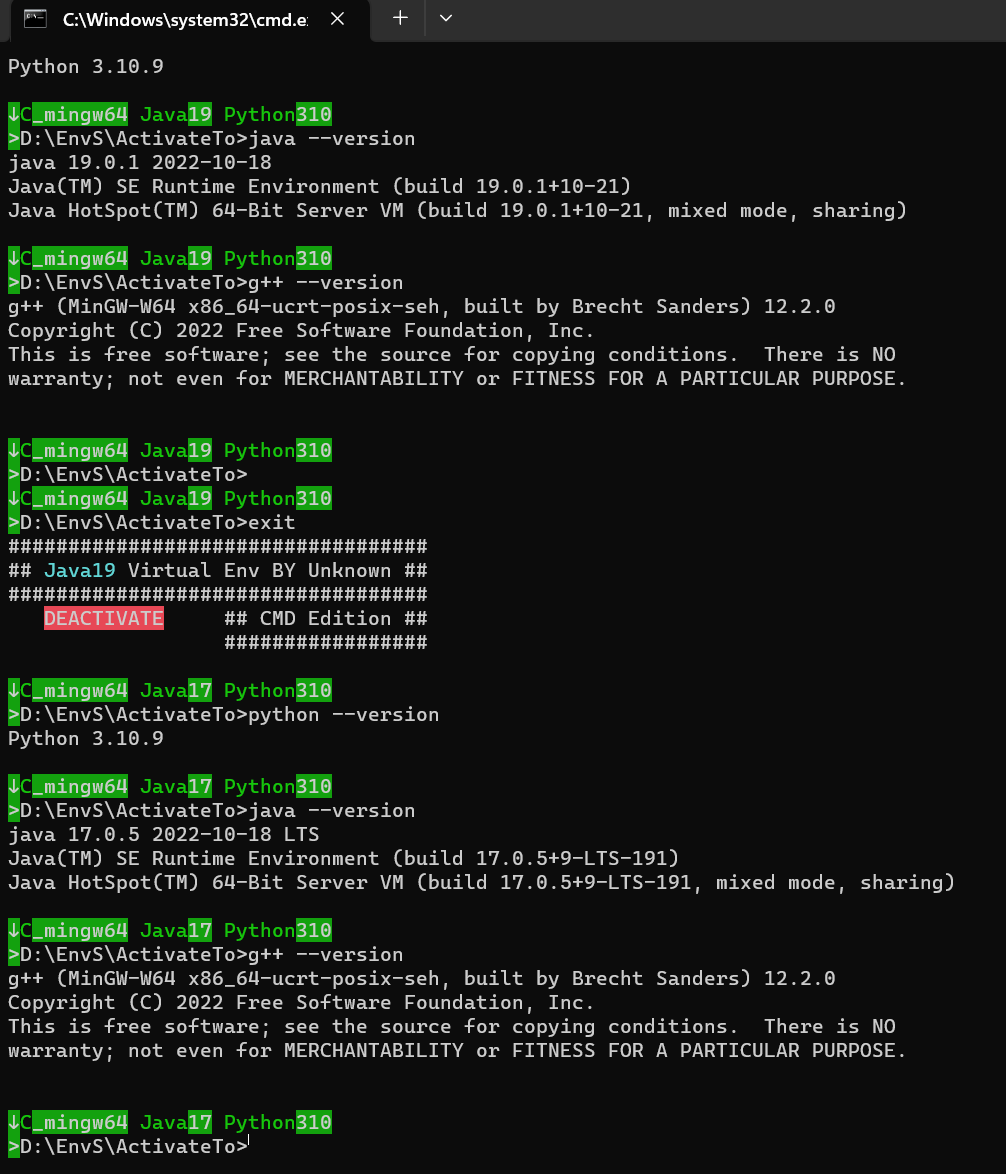 C:\Windows\system32\cmd.e
Python 3.10.9
↓C_mingw64 Java19 Python310
>D:\EnvS\ActivateTo>java --version
java 19.0.1 2022-10-18
Java(TM) SE Runtime Environment (build 19.0.1+10-21)
Java HotSpot(TM) 64-Bit Server VM (build 19.0.1+10-21, mixed mode, sharing)
↓C_mingw64 Java19 Python310
>D:\EnvS\ActivateTo>g++ --version
g++ (MinGW-W64 x86_64-ucrt-posix-seh, built by Brecht Sanders) 12.2.0
Copyright (C) 2022 Free Software Foundation, Inc.
This is free software; see the source for copying conditions.  There is NO
warranty; not even for MERCHANTABILITY or FITNESS FOR A PARTICULAR PURPOSE.
↓C_mingw64 Java19 Python310
>D:\EnvS\ActivateTo>
↓C_mingw64 Java19 Python310
>D:\EnvS\ActivateTo>exit
###################################
## Java19 Virtual Env BY Unknown ##
###################################
DEACTIVATE     ## CMD Edition ##
#################
↓C_mingw64 Java17 Python310
>D:\EnvS\ActivateTo>python --version
Python 3.10.9
↓C_mingw64 Java17 Python310
>D:\EnvS\ActivateTo>java --version
java 17.0.5 2022-10-18 LTS
Java(TM) SE Runtime Environment (build 17.0.5+9-LTS-191)
Java HotSpot(TM) 64-Bit Server VM (build 17.0.5+9-LTS-191, mixed mode, sharing)
↓C_mingw64 Java17 Python310
>D:\EnvS\ActivateTo>g++ --version
g++ (MinGW-W64 x86_64-ucrt-posix-seh, built by Brecht Sanders) 12.2.0
Copyright (C) 2022 Free Software Foundation, Inc.
This is free software; see the source for copying conditions.  There is NO
warranty; not even for MERCHANTABILITY or FITNESS FOR A PARTICULAR PURPOSE.
↓C_mingw64 Java17 Python310
>D:\EnvS\ActivateTo>